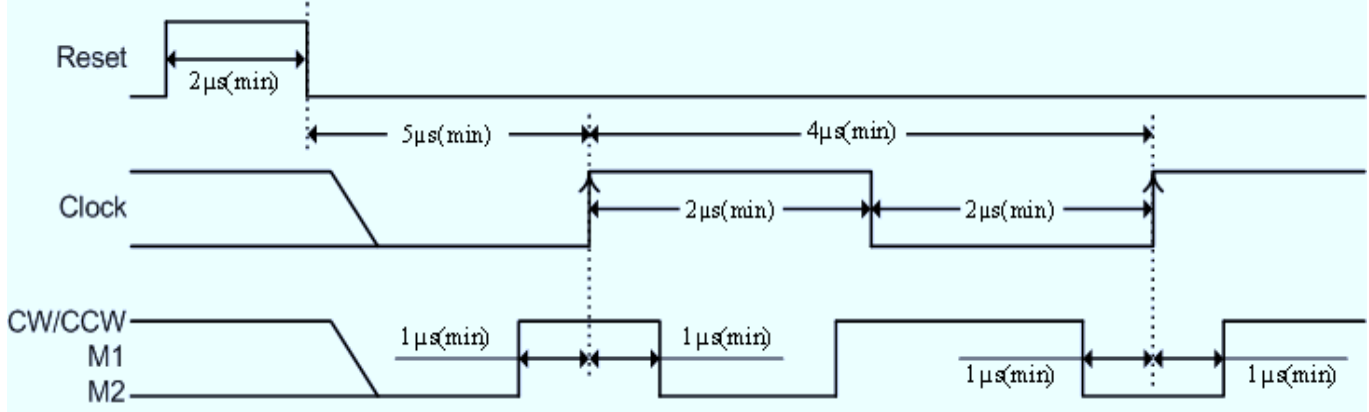 Reset
2µs(min)
5µs(min) 4µs(min)
Clock
2µs(min) 2µs(min)
CW/CCW
1µs(min) 1µs(min)
M1
1µs(min) 1µs(min)
M2